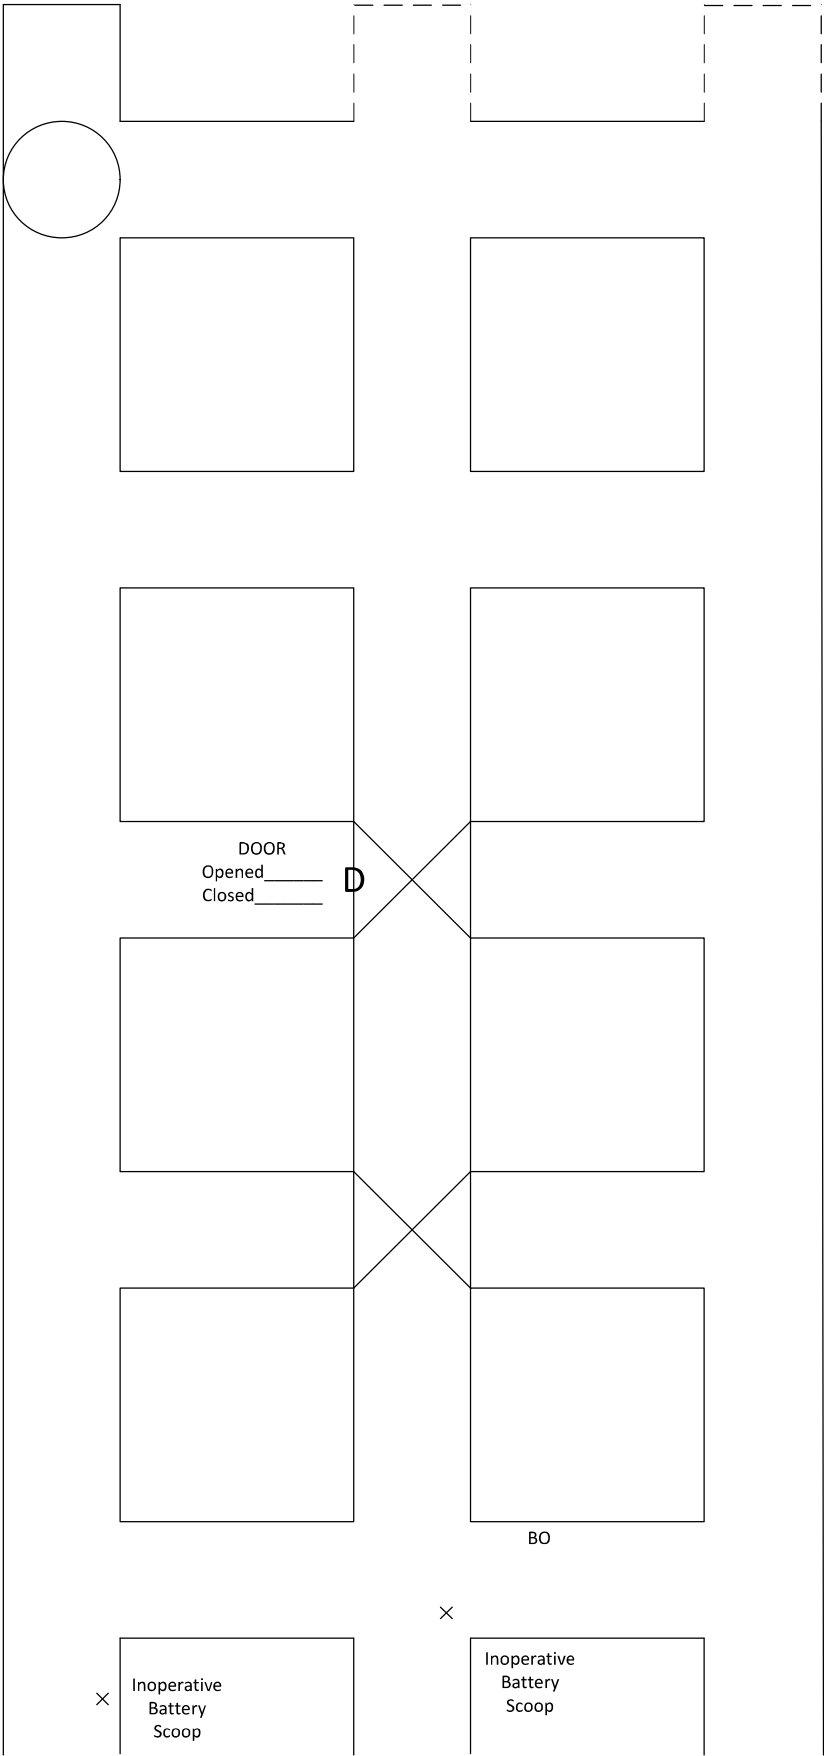 DOOR
Opened______
Closed_______
D
BO
Inoperative
Battery
Scoop
Inoperative
Battery
Scoop